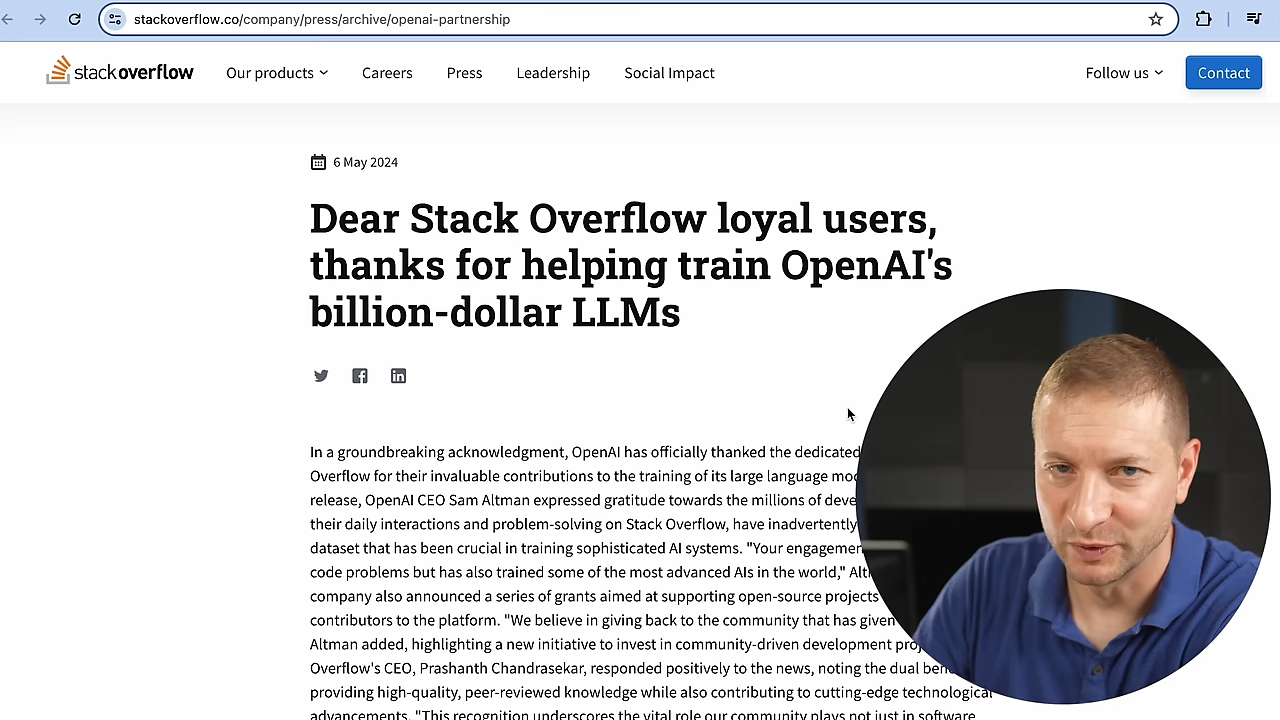 stackoverflow.co/company/press/archive/openai-partnership
stackoverflow Our products Careers Press Leadership Social Impact Follow us Contact
6 May 2024
Dear Stack Overflow loyal users,
thanks for helping train OpenAI's
billion-dollar LLMs
In a groundbreaking acknowledgment, OpenAI has officially thanked the dedicated
Overflow for their invaluable contributions to the training of its large language
release, OpenAI CEO Sam Altman expressed gratitude towards the millions of
their daily interactions and problem-solving on Stack Overflow, have inadvertently
dataset that has been crucial in training sophisticated AI systems. "Your
code problems but has also trained some of the most advanced AIs in the world,"
company also announced a series of grants aimed at supporting open-source projects
contributors to the platform. "We believe in giving back to the community that has given
Altman added, highlighting a new initiative to invest in community-driven development
Overflow's CEO, Prashanth Chandrasekar, responded positively to the news, noting the dual
providing high-quality, peer-reviewed knowledge while also contributing to cutting-edge technological
advancements. "This recognition underscores the vital role our community plays not just in software